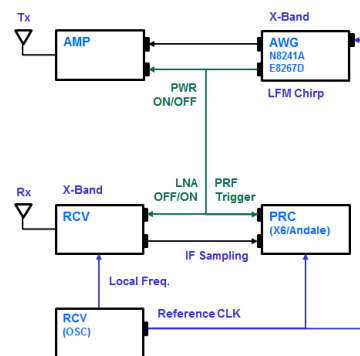 Tx
X-Band
AMP
AWG
N8241A
E8267D
PWR
ON/OFF
LFM Chirp
Rx
X-Band
LNA
OFF/ON
PRF
Trigger
RCV
PRC
(X6/Andale)
IF Sampling
Local Freq.
RCV
(OSC)
Reference CLK